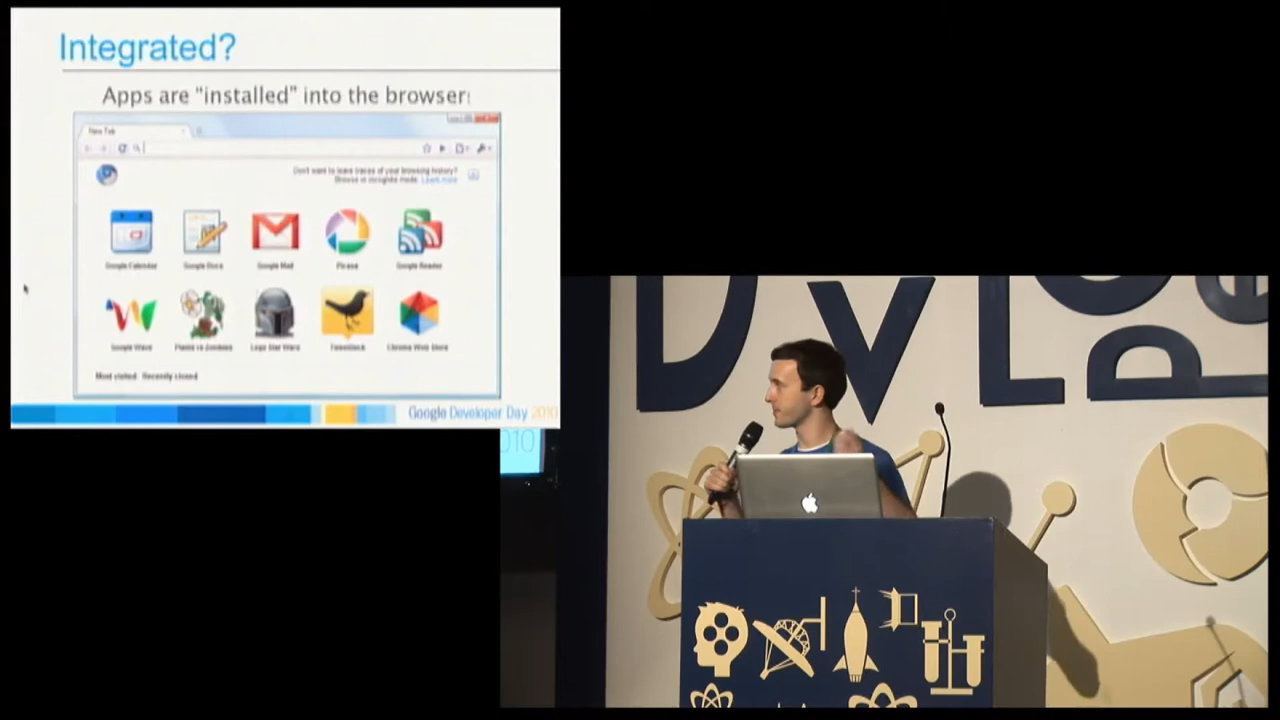 Integrated?
Apps are “installed” into the browser:
New Tab
Don't want to leave traces of your browsing history?
Browse in incognito mode. Learn more
Google Calendar
Google Docs
Google Mail
Picasa
Google Reader
Google Wave
Plants vs Zombies
Lego Star Wars
TweetDeck
Chrome Web Store
Most visited
Recently closed
Google Developer Day 2010
010